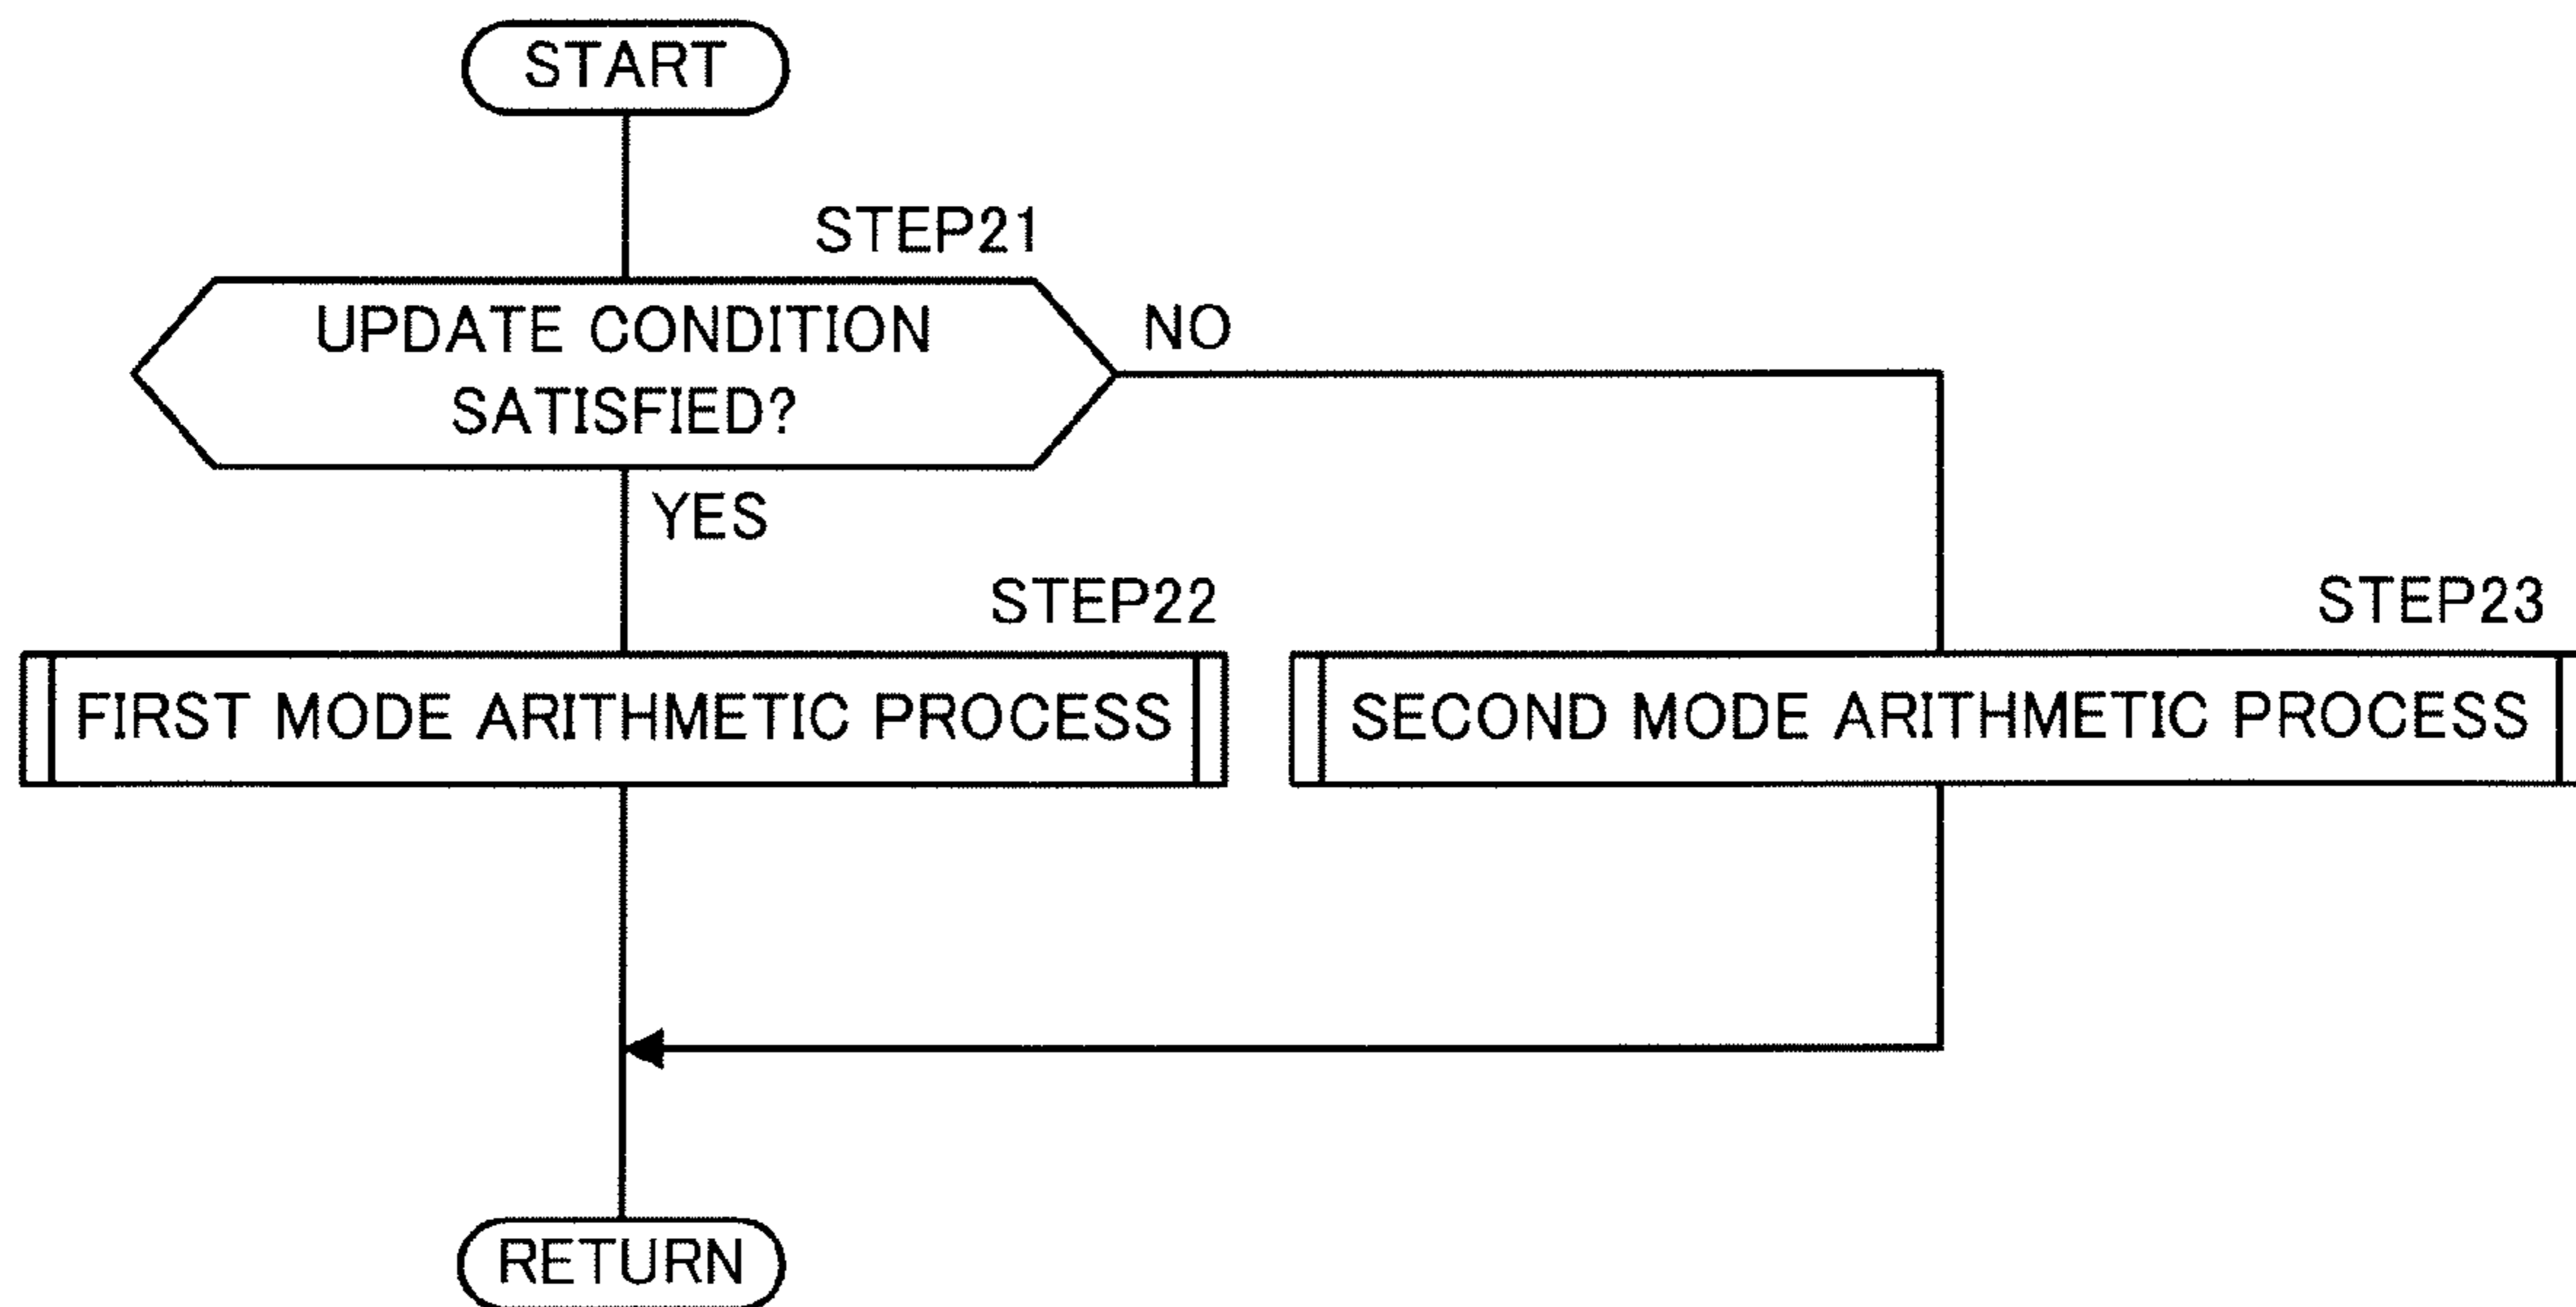 START
STEP21
UPDATE CONDITION
SATISFIED?
NO
YES
STEP22
FIRST MODE ARITHMETIC PROCESS
STEP23
SECOND MODE ARITHMETIC PROCESS
RETURN